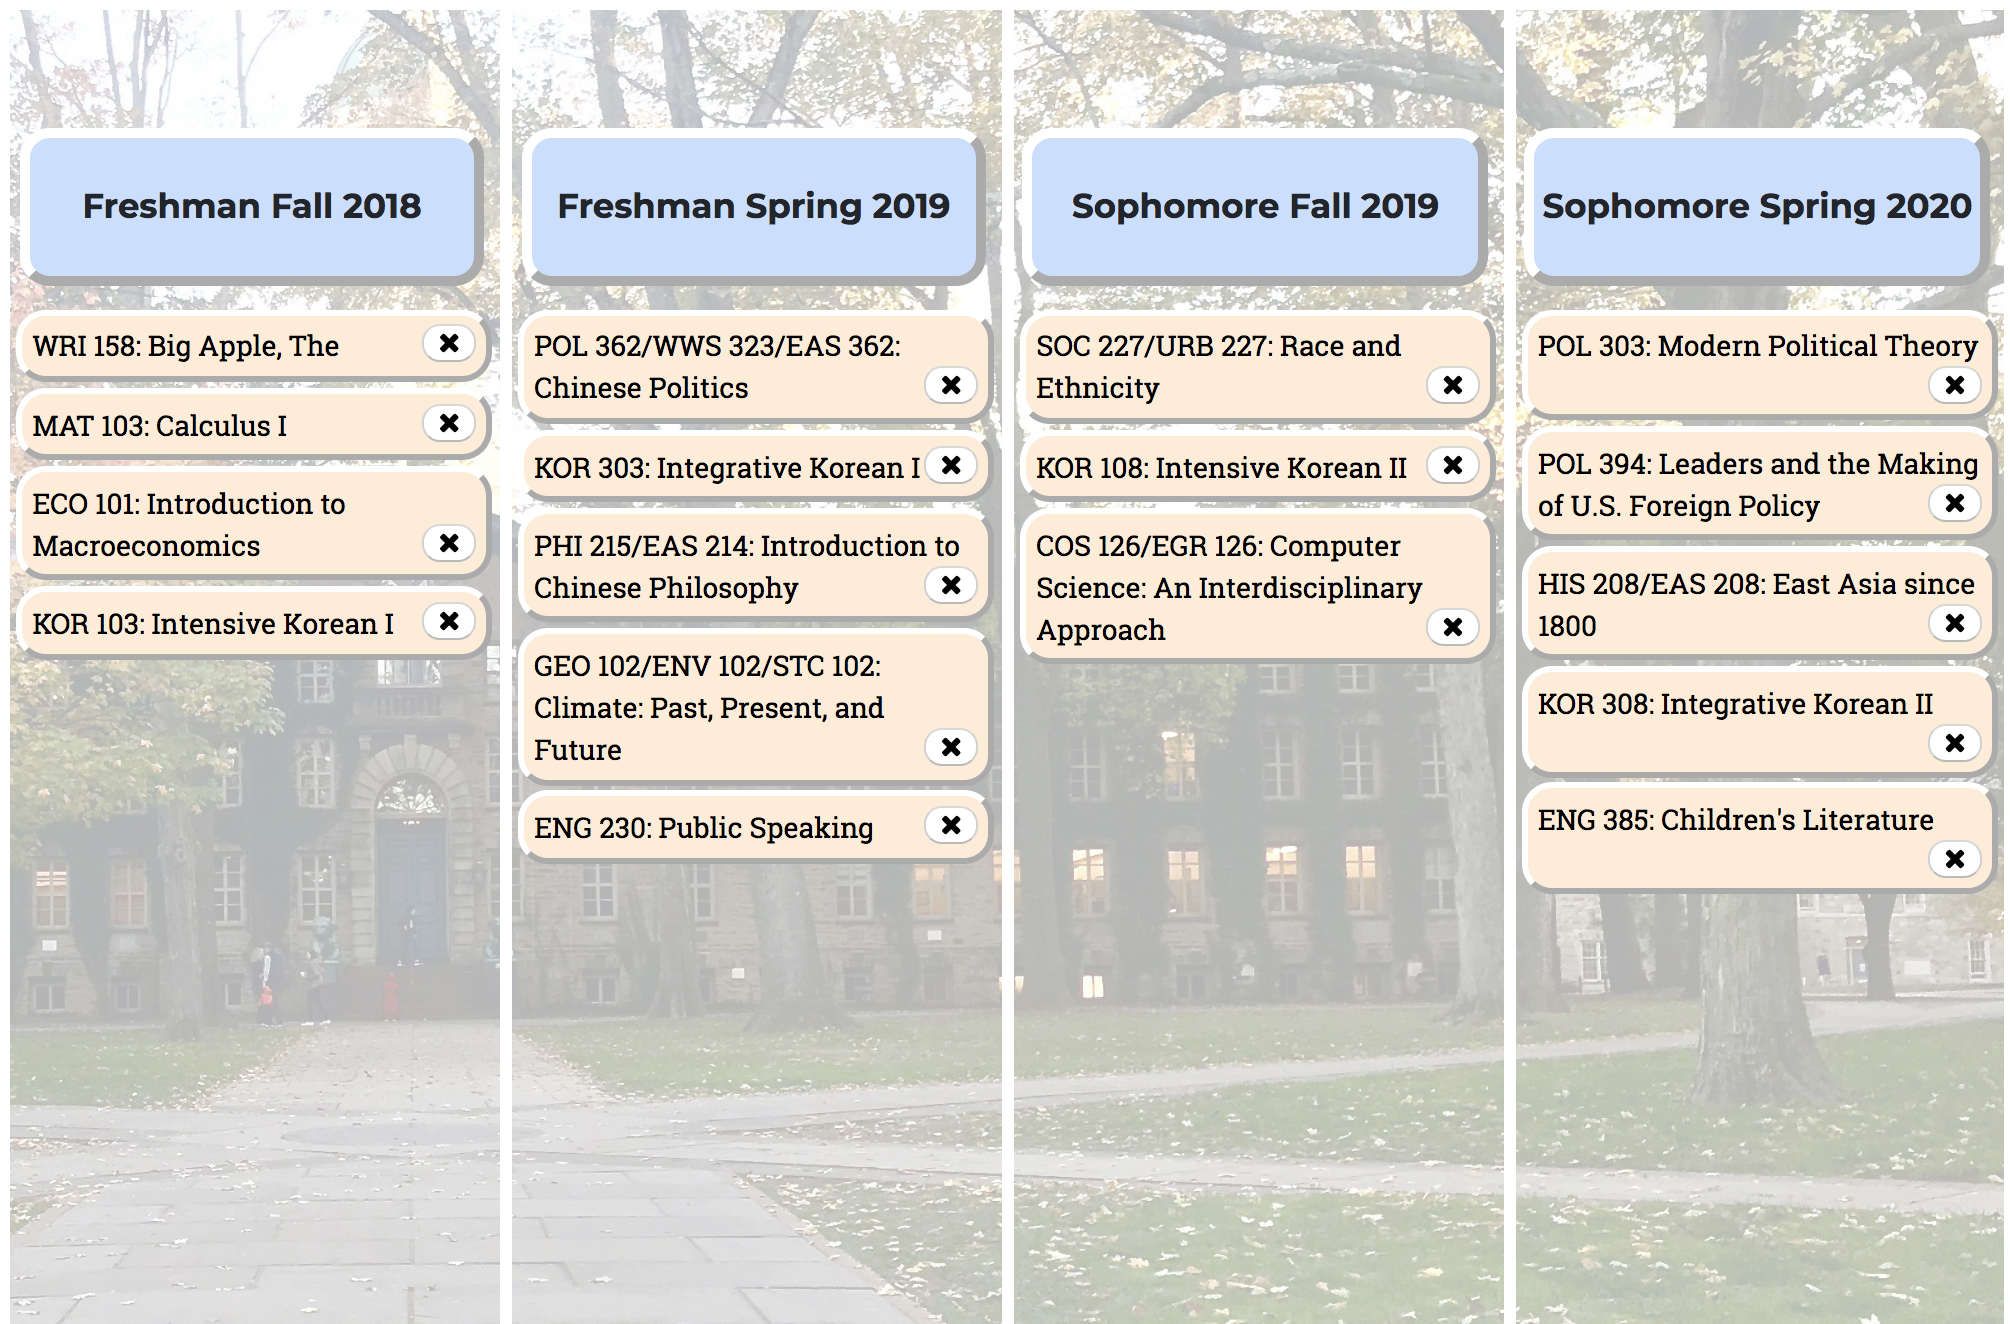 Freshman Fall 2018
WRI 158: Big Apple, The
MAT 103: Calculus I
ECO 101: Introduction to
Macroeconomics
KOR 103: Intensive Korean I
Freshman Spring 2019
POL 362/WWS 323/EAS 362:
Chinese Politics
KOR 303: Integrative Korean I
PHI 215/EAS 214: Introduction to
Chinese Philosophy
GEO 102/ENV 102/STC 102:
Climate: Past, Present, and
Future
ENG 230: Public Speaking
Sophomore Fall 2019
SOC 227/URB 227: Race and
Ethnicity
KOR 108: Intensive Korean II
COS 126/EGR 126: Computer
Science: An Interdisciplinary
Approach
Sophomore Spring 2020
POL 303: Modern Political Theory
POL 394: Leaders and the Making
of U.S. Foreign Policy
HIS 208/EAS 208: East Asia since
1800
KOR 308: Integrative Korean II
ENG 385: Children's Literature